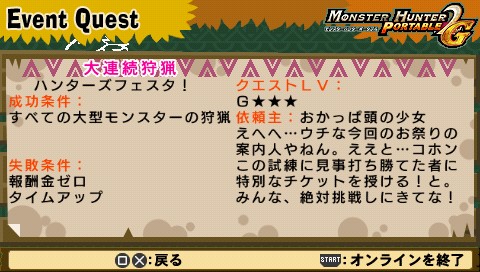 Event Quest
MONSTER HUNTER
PORTABLE 2nd G
大連続狩猟
ハンターズフェスタ！
成功条件：
すべての大型モンスターの狩猟
失敗条件：
報酬金ゼロ
タイムアップ
クエストＬＶ：
Ｇ★★★
依頼主：おかっぱ頭の少女
えへへ…ウチな今回のお祭りの
案内人やねん。ええと…コホン
この試練に見事打ち勝てた者に
特別なチケットを授ける！と。
みんな、絶対挑戦しにきてな！
□×:戻る
START:オンラインを終了